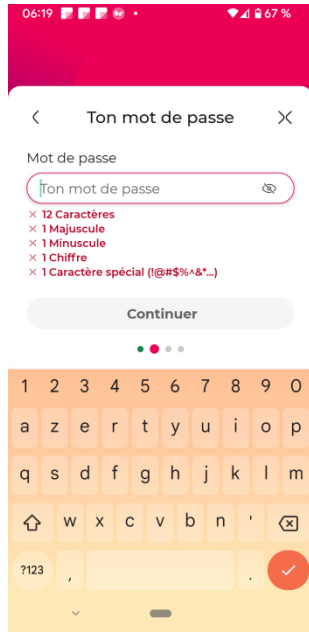 06:19 67 %
Ton mot de passe
Mot de passe
Ton mot de passe
× 12 Caractères
× 1 Majuscule
× 1 Minuscule
× 1 Chiffre
× 1 Caractère spécial (!@#$%^&*...)
Continuer
1 2 3 4 5 6 7 8 9 0
a z e r t y u i o p
q s d f g h j k l m
w x c v b n '
?123 , .